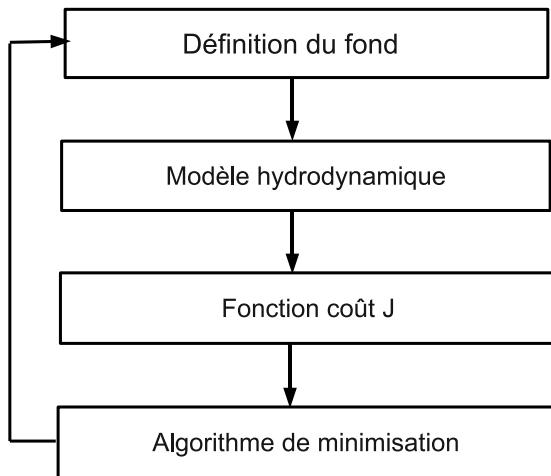 Définition du fond
Modèle hydrodynamique
Fonction coût J
Algorithme de minimisation